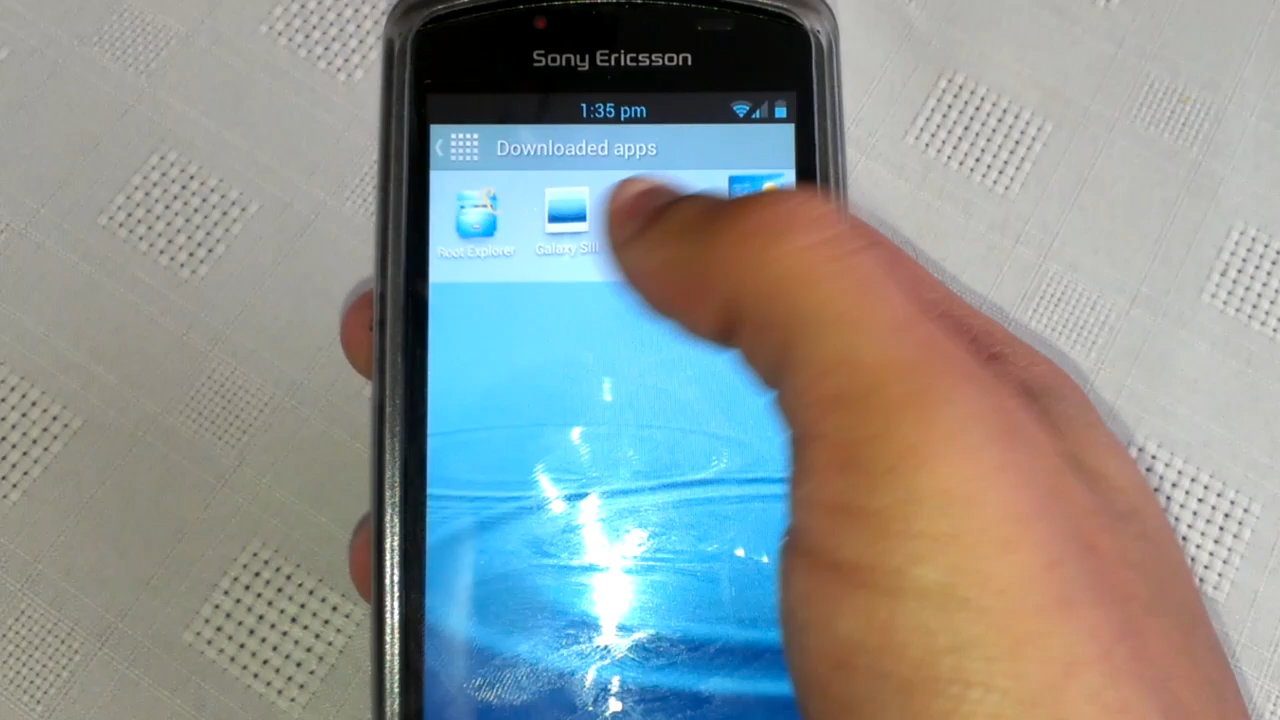 Sony Ericsson
1:35 pm
Downloaded apps
Root Explorer
Galaxy SIII